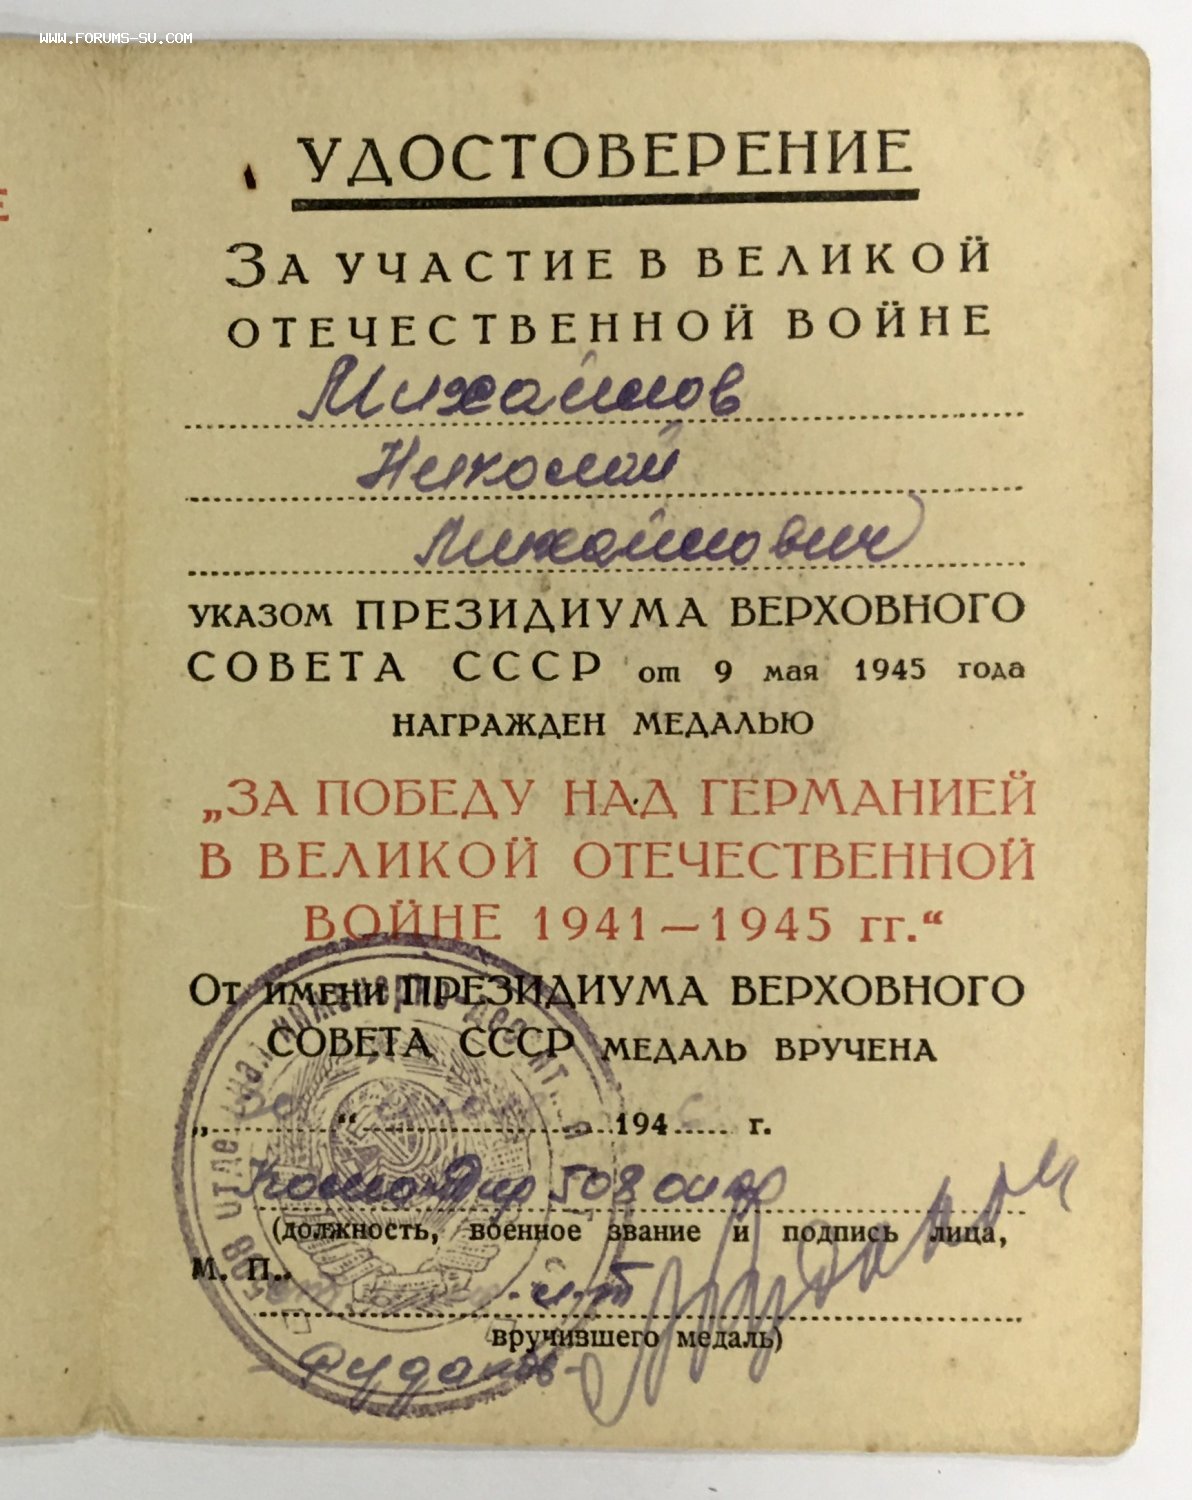 WWW.FORUMS-SU.COM
Е
УДОСТОВЕРЕНИЕ
ЗА УЧАСТИЕ В ВЕЛИКОЙ
ОТЕЧЕСТВЕННОЙ ВОЙНЕ
Михайлов
Николай
Михайлович
УКАЗОМ ПРЕЗИДИУМА ВЕРХОВНОГО
СОВЕТА СССР от 9 мая 1945 года
НАГРАЖДЕН МЕДАЛЬЮ
„ЗА ПОБЕДУ НАД ГЕРМАНИЕЙ
В ВЕЛИКОЙ ОТЕЧЕСТВЕННОЙ
ВОЙНЕ 1941—1945 гг.“
ОТ ИМЕНИ ПРЕЗИДИУМА ВЕРХОВНОГО
СОВЕТА СССР МЕДАЛЬ ВРУЧЕНА
„ “ 194 г.
Командир 508
(должность, военное звание и подпись лица,
М. П.
вручившего медаль)
508